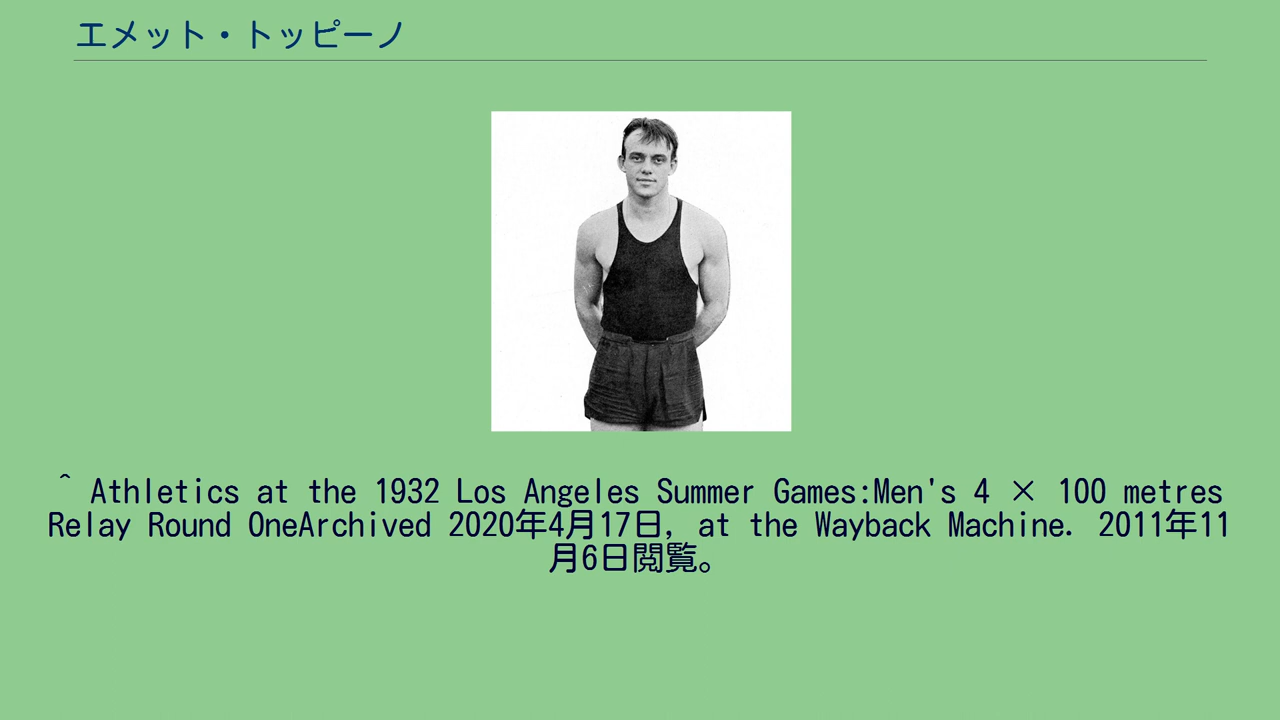 エメット・トッピーノ
^ Athletics at the 1932 Los Angeles Summer Games:Men's 4 × 100 metres
Relay Round OneArchived 2020年4月17日, at the Wayback Machine. 2011年11
月6日閲覧。